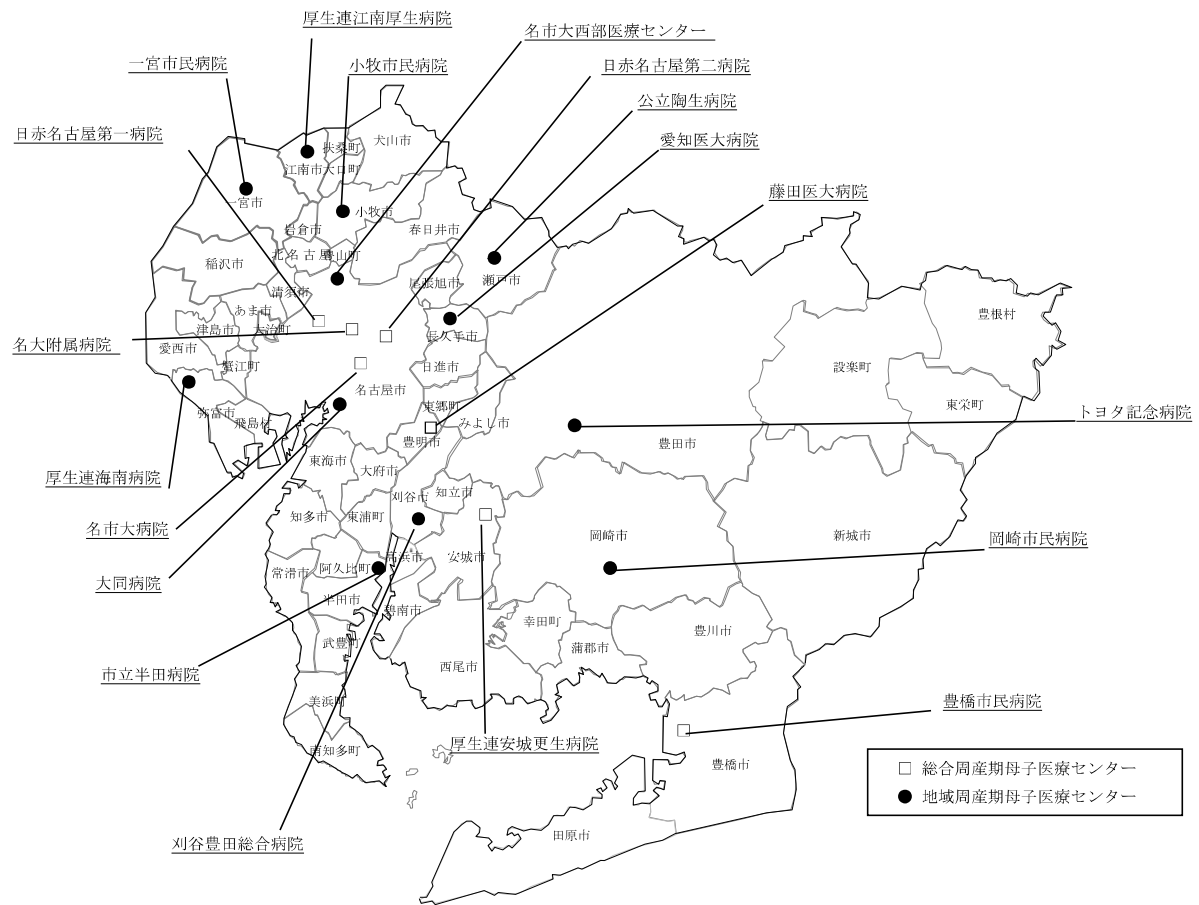 厚生連江南厚生病院
名市大西部医療センター
一宮市民病院
小牧市民病院
日赤名古屋第二病院
公立陶生病院
日赤名古屋第一病院
愛知医大病院
藤田医大病院
犬山市
扶桑町
江南市
大口町
一宮市
小牧市
岩倉市
春日井市
北名古屋
豊山町
稲沢市
尾張旭市
瀬戸市
清須市
あま市
津島市
大治町
長久手市
名大附属病院
愛西市
蟹江町
日進市
名古屋市
弥富市
飛島村
東郷町
みよし市
豊明市
豊根村
設楽町
東栄町
トヨタ記念病院
豊田市
厚生連海南病院
東海市
大府市
刈谷市
知立市
名市大病院
知多市
東浦町
岡崎市
新城市
岡崎市民病院
高浜市
安城市
大同病院
常滑市
阿久比町
半田市
碧南市
幸田町
豊川市
武豊町
蒲郡市
市立半田病院
西尾市
美浜町
豊橋市民病院
南知多町
厚生連安城更生病院
豊橋市
□ 総合周産期母子医療センター
● 地域周産期母子医療センター
田原市
刈谷豊田総合病院